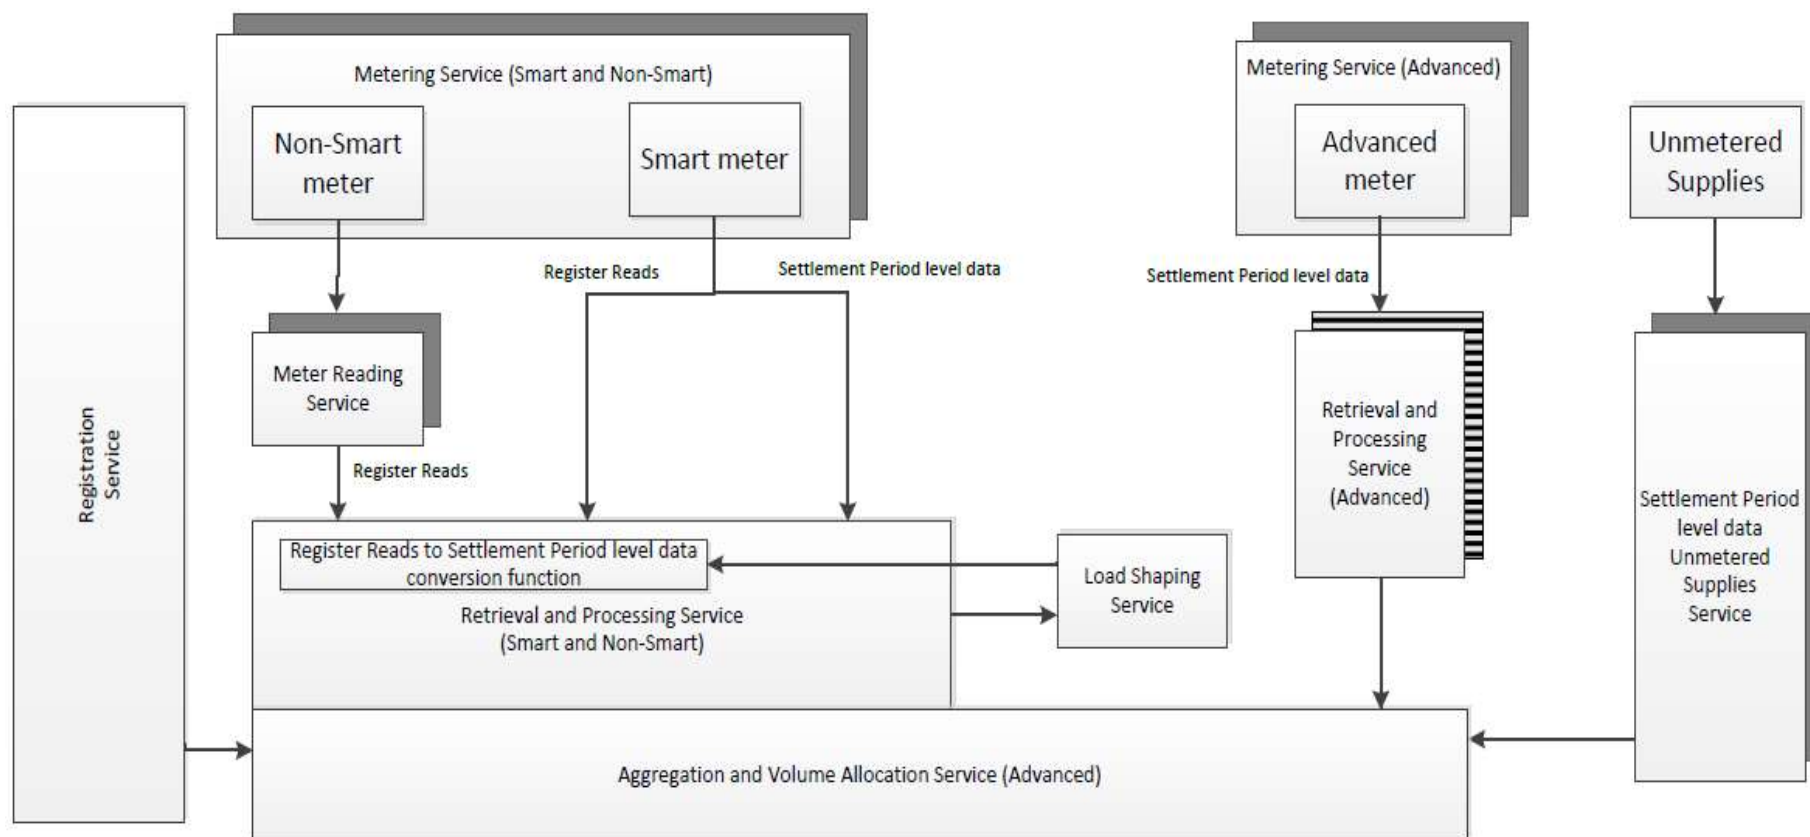 Metering Service (Smart and Non-Smart)
Metering Service (Advanced)
Non-Smart
meter
Smart meter
Advanced
meter
Unmetered
Supplies
Register Reads
Settlement Period level data
Settlement Period level data
Meter Reading
Service
Register Reads
Registration
Service
Retrieval and
Processing
Service
(Advanced)
Settlement Period
level data
Unmetered
Supplies
Service
Register Reads to Settlement Period level data
conversion function
Load Shaping
Service
Retrieval and Processing Service
(Smart and Non-Smart)
Aggregation and Volume Allocation Service (Advanced)